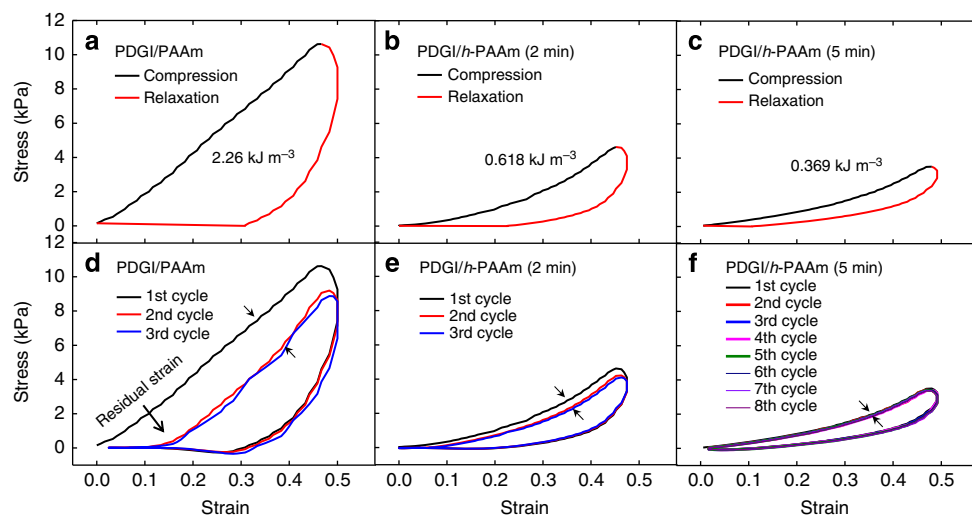 a
PDGI/PAAm
Compression
Relaxation
2.26 kJ m⁻³
Stress (kPa)
12
10
8
6
4
2
0
b
PDGI/h-PAAm (2 min)
Compression
Relaxation
0.618 kJ m⁻³
c
PDGI/h-PAAm (5 min)
Compression
Relaxation
0.369 kJ m⁻³
d
PDGI/PAAm
1st cycle
2nd cycle
3rd cycle
Residual strain
Stress (kPa)
12
10
8
6
4
2
0
0.0 0.1 0.2 0.3 0.4 0.5
Strain
e
PDGI/h-PAAm (2 min)
1st cycle
2nd cycle
3rd cycle
0.0 0.1 0.2 0.3 0.4 0.5
Strain
f
PDGI/h-PAAm (5 min)
1st cycle
2nd cycle
3rd cycle
4th cycle
5th cycle
6th cycle
7th cycle
8th cycle
0.0 0.1 0.2 0.3 0.4 0.5
Strain